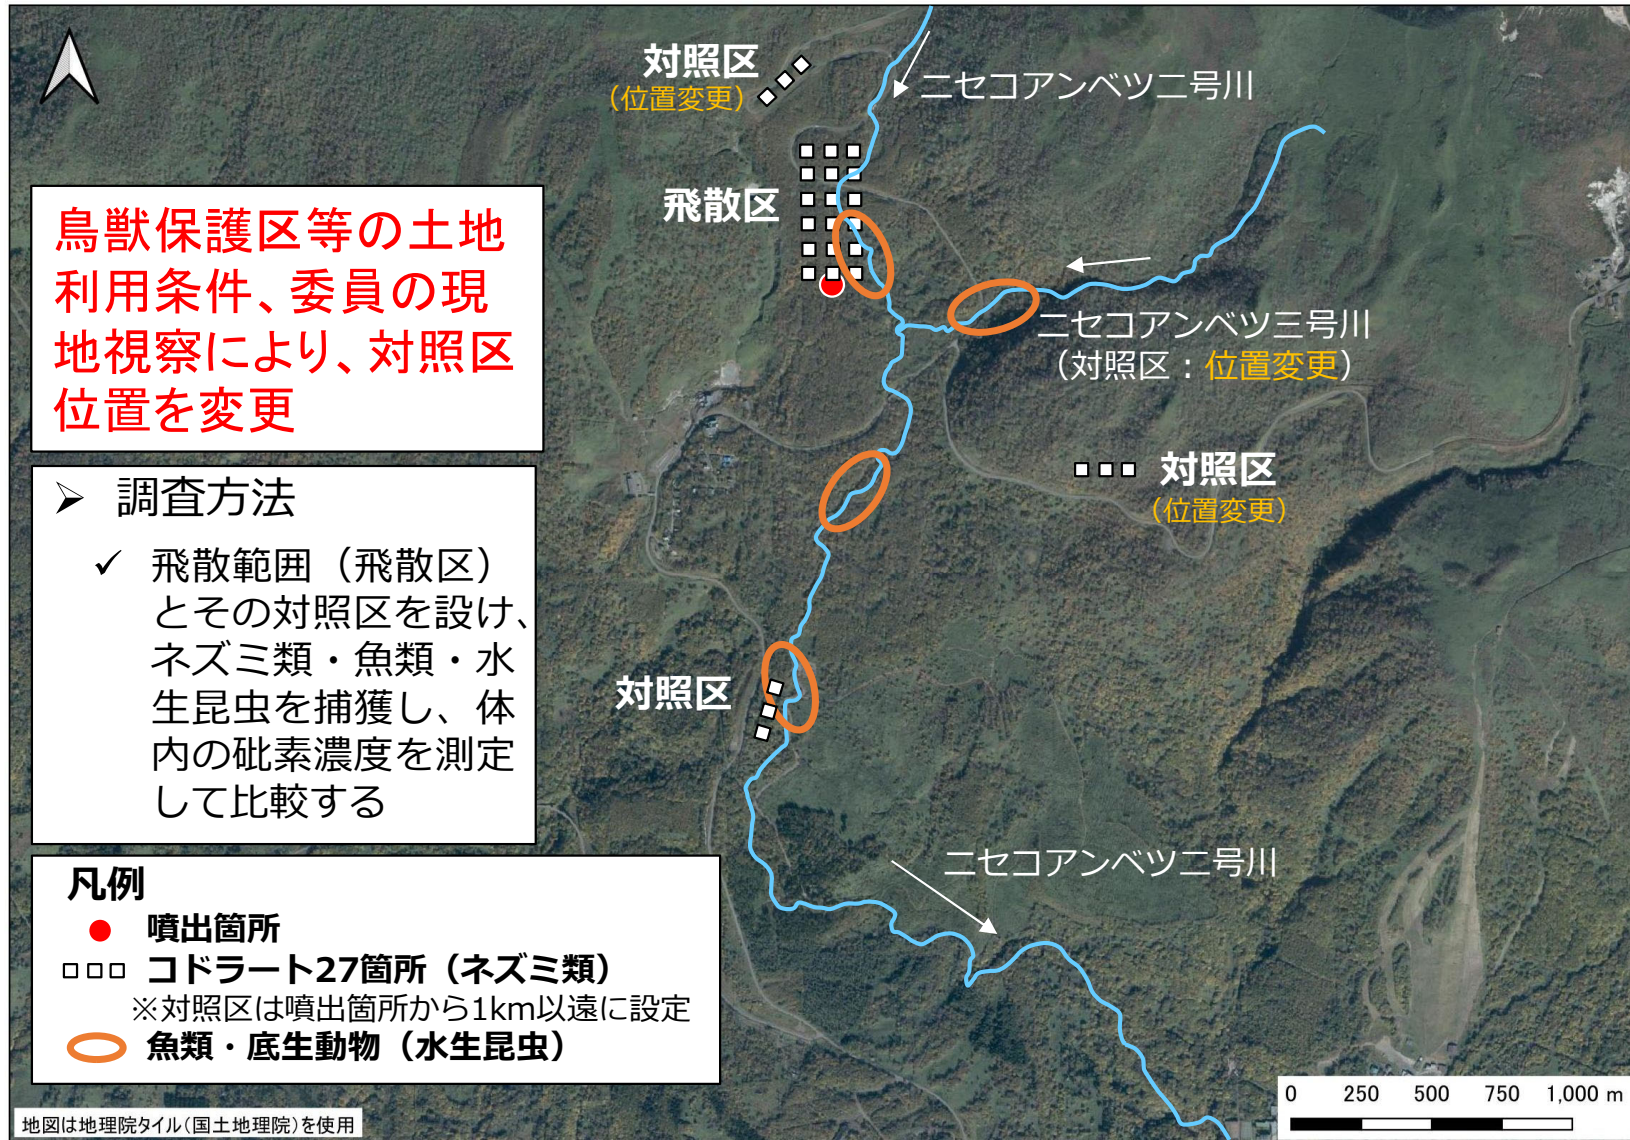 対照区
(位置変更)
ニセコアンベツ二号川
飛散区
鳥獣保護区等の土地
利用条件、委員の現
地視察により、対照区
位置を変更
ニセコアンベツ三号川
(対照区：位置変更)
対照区
(位置変更)
➢ 調査方法
✓ 飛散範囲（飛散区）
とその対照区を設け、
ネズミ類・魚類・水
生昆虫を捕獲し、体
内の砒素濃度を測定
して比較する
対照区
ニセコアンベツ二号川
凡例
噴出箇所
コドラート27箇所（ネズミ類）
※対照区は噴出箇所から1km以遠に設定
魚類・底生動物（水生昆虫）
0 250 500 750 1,000 m
地図は地理院タイル(国土地理院)を使用